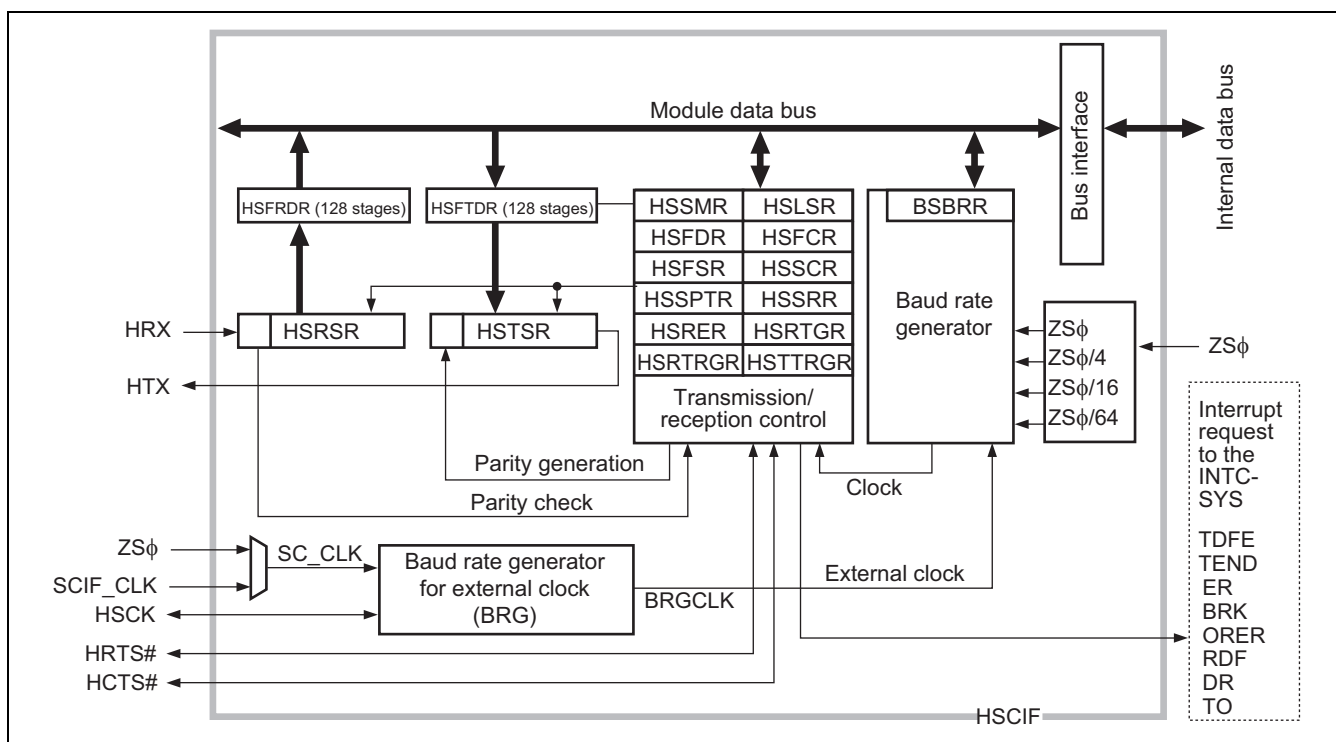 Module data bus
Bus interface
Internal data bus
HSFRDR (128 stages)
HSFTDR (128 stages)
HSSMR
HSLSR
BSBRR
HSFDR
HSFCR
HSFSR
HSSCR
HSSPTR
HSSRR
HSRER
HSRTGR
HSRTRGR
HSTTRGR
Transmission/
reception control
Baud rate
generator
HRX
HSRSR
HSTSR
HTX
ZSϕ
ZSϕ/4
ZSϕ/16
ZSϕ/64
ZSϕ
Parity generation
Parity check
Clock
ZSϕ
SC_CLK
SCIF_CLK
HSCK
Baud rate generator
for external clock
(BRG)
BRGCLK
External clock
HRTS#
HCTS#
Interrupt
request
to the
INTC-
SYS
TDFE
TEND
ER
BRK
ORER
RDF
DR
TO
HSCIF